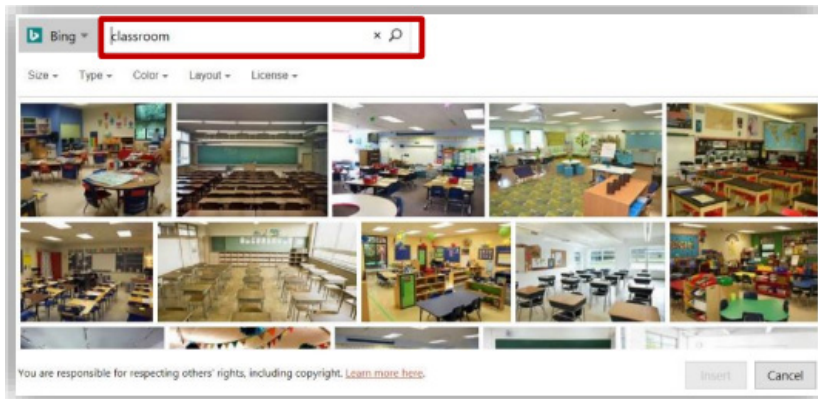 Bing classroom ×
Size Type Color Layout License
You are responsible for respecting others' rights, including copyright. Learn more here.
Insert Cancel